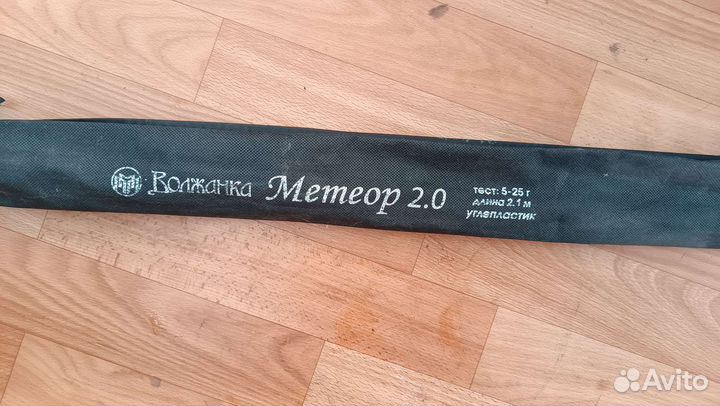 Волжанка Метеор 2.0
тест: 5-25 г
длина 2.1 м
углепластик
Avito